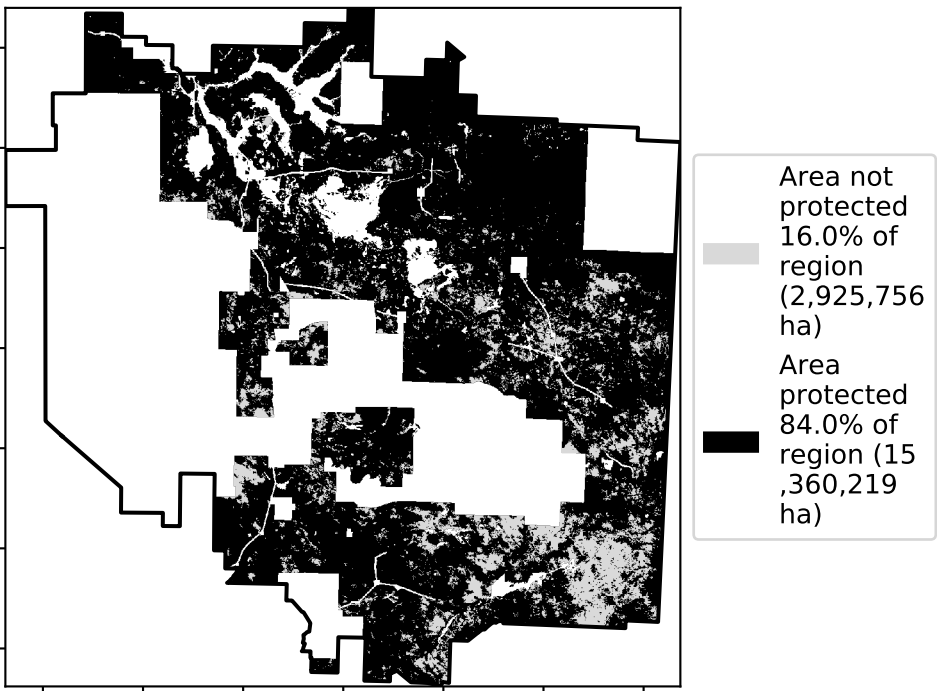 Area not
protected
16.0% of
region
(2,925,756
ha)
Area
protected
84.0% of
region (15
,360,219
ha)